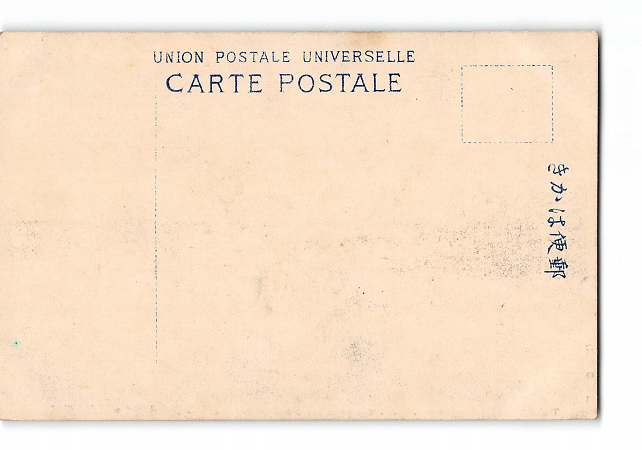 UNION POSTALE UNIVERSELLE
CARTE POSTALE
きかは便郵